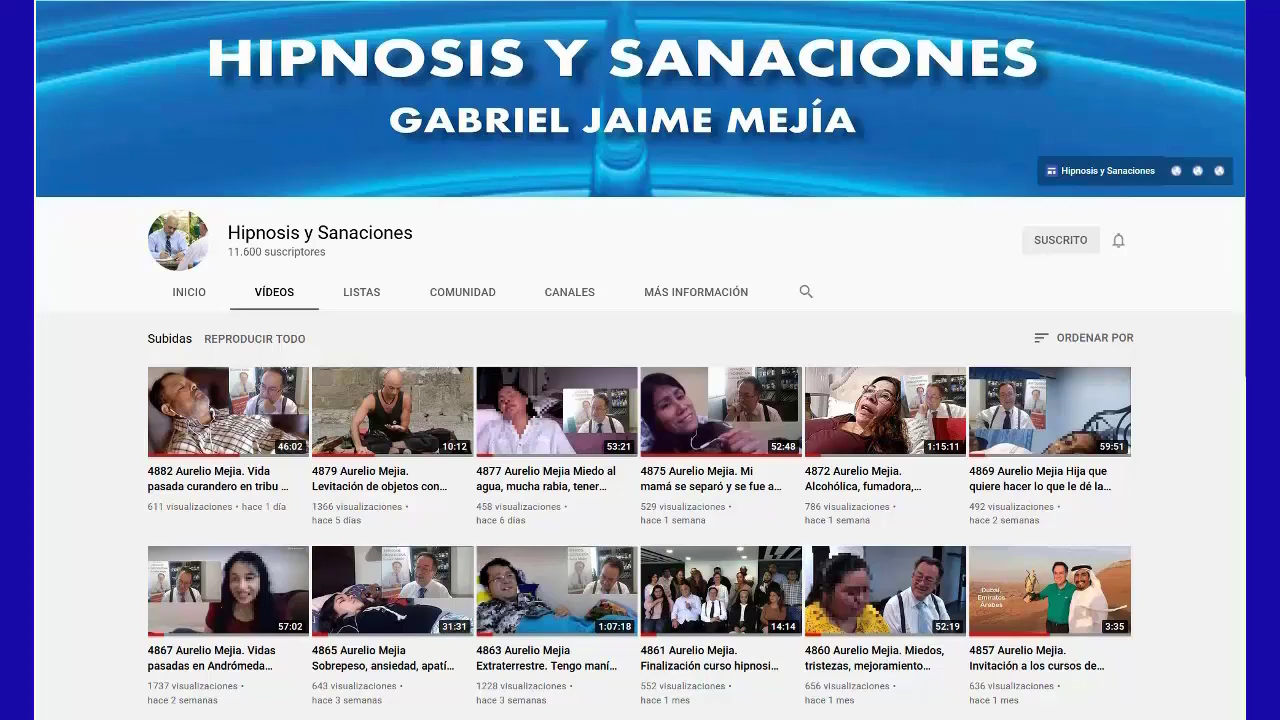 HIPNOSIS Y SANACIONES
GABRIEL JAIME MEJÍA
Hipnosis y Sanaciones
Hipnosis y Sanaciones
11.600 suscriptores
SUSCRITO
INICIO VÍDEOS LISTAS COMUNIDAD CANALES MÁS INFORMACIÓN
Subidas REPRODUCIR TODO ORDENAR POR
46:02
10:12
53:21
52:48
1:15:11
59:51
4882 Aurelio Mejia. Vida
pasada curandero en tribu ...
611 visualizaciones • hace 1 día
4879 Aurelio Mejia.
Levitación de objetos con...
1366 visualizaciones •
hace 5 días
4877 Aurelio Mejia Miedo al
agua, mucha rabia, tener...
458 visualizaciones •
hace 6 días
4875 Aurelio Mejia. Mi
mamá se separó y se fue a...
529 visualizaciones •
hace 1 semana
4872 Aurelio Mejia.
Alcohólica, fumadora,...
786 visualizaciones •
hace 1 semana
4869 Aurelio Mejia Hija que
quiere hacer lo que le dé la...
492 visualizaciones •
hace 2 semanas
57:02
31:31
1:07:18
14:14
52:19
Dubai,
Emiratos
Árabes
3:35
4867 Aurelio Mejia. Vidas
pasadas en Andrómeda...
1737 visualizaciones •
hace 2 semanas
4865 Aurelio Mejia
Sobrepeso, ansiedad, apatí...
643 visualizaciones •
hace 3 semanas
4863 Aurelio Mejia
Extraterrestre. Tengo maní...
1228 visualizaciones •
hace 3 semanas
4861 Aurelio Mejia.
Finalización curso hipnosi...
552 visualizaciones •
hace 1 mes
4860 Aurelio Mejia. Miedos,
tristezas, mejoramiento...
656 visualizaciones •
hace 1 mes
4857 Aurelio Mejia.
Invitación a los cursos de...
636 visualizaciones •
hace 1 mes